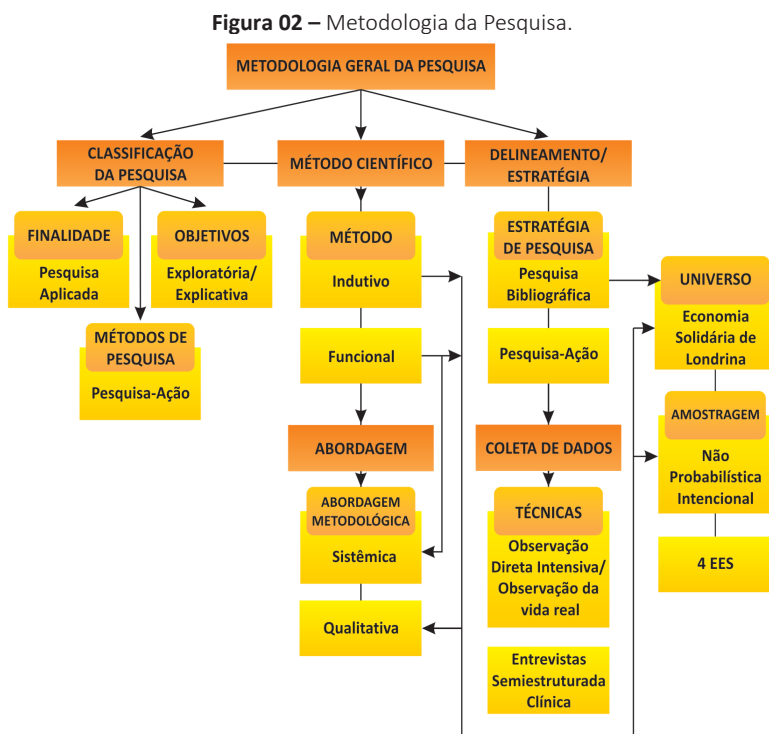 Figura 02 – Metodologia da Pesquisa.
METODOLOGIA GERAL DA PESQUISA
CLASSIFICAÇÃO
DA PESQUISA
MÉTODO CIENTÍFICO
DELINEAMENTO/
ESTRATÉGIA
FINALIDADE
Pesquisa
Aplicada
OBJETIVOS
Exploratória/
Explicativa
MÉTODOS DE
PESQUISA
Pesquisa-Ação
MÉTODO
Indutivo
Funcional
ABORDAGEM
ABORDAGEM
METODOLÓGICA
Sistêmica
Qualitativa
ESTRATÉGIA
DE PESQUISA
Pesquisa
Bibliográfica
Pesquisa-Ação
COLETA DE DADOS
TÉCNICAS
Observação
Direta Intensiva/
Observação da
vida real
Entrevistas
Semiestruturada
Clínica
UNIVERSO
Economia
Solidária de
Londrina
AMOSTRAGEM
Não
Probabilística
Intencional
4 EES